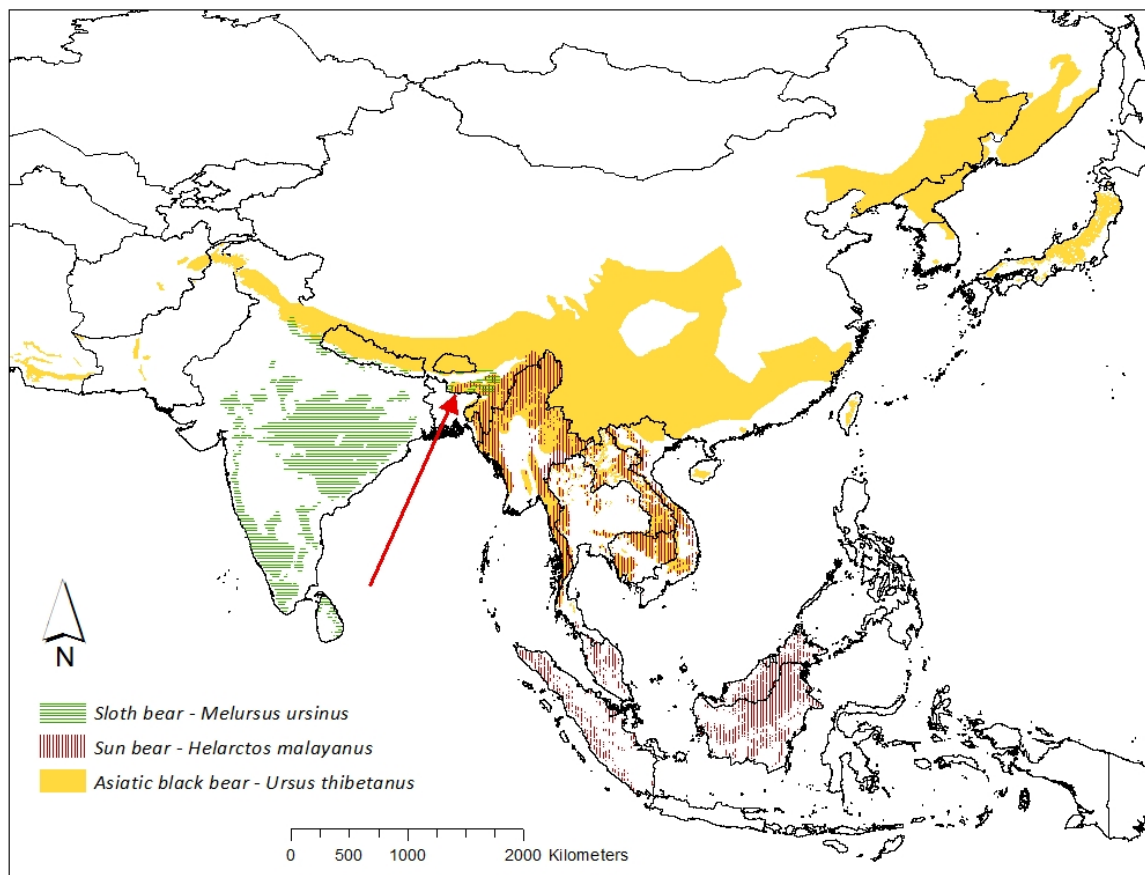 N
Sloth bear - Melursus ursinus
Sun bear - Helarctos malayanus
Asiatic black bear - Ursus thibetanus
0 500 1000 2000 Kilometers